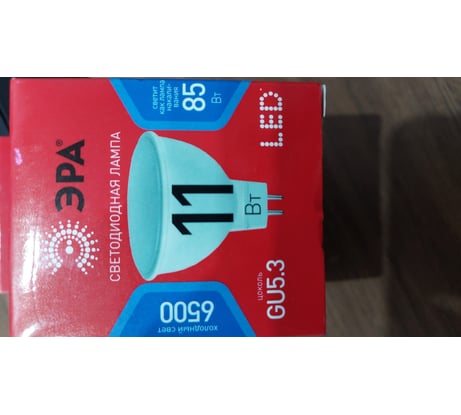 ЭРА®
СВЕТОДИОДНАЯ ЛАМПА
светит
как лампа
накали-
вания
85
Вт
11
Вт
LED
6500
холодный свет
цоколь
GU5.3